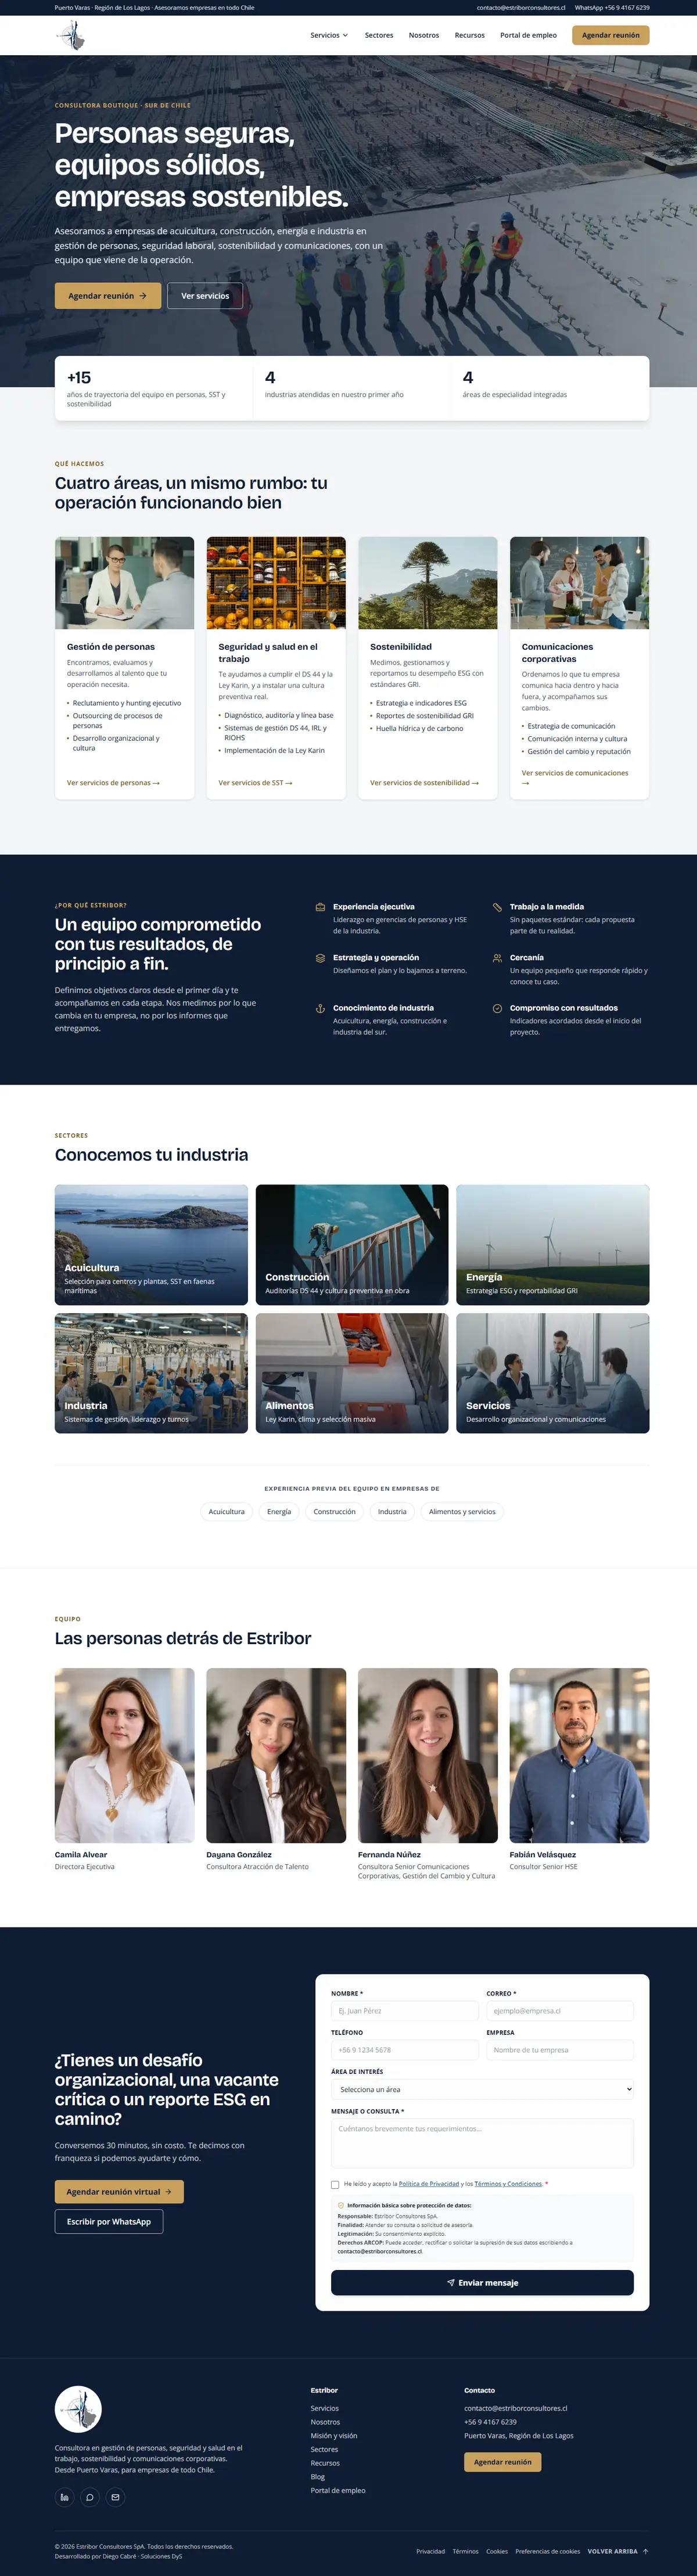 Puerto Varas · Región de Los Lagos · Asesoramos empresas en todo Chile
contacto@estriborconsultores.cl
WhatsApp +56 9 4167 6239
Servicios
Sectores
Nosotros
Recursos
Portal de empleo
Agendar reunión
CONSULTORA BOUTIQUE · SUR DE CHILE
Personas seguras,
equipos sólidos,
empresas sostenibles.
Asesoramos a empresas de acuicultura, construcción, energía e industria en
gestión de personas, seguridad laboral, sostenibilidad y comunicaciones, con un
equipo que viene de la operación.
Agendar reunión →
Ver servicios
+15
años de trayectoria del equipo en personas, SST y
sostenibilidad
4
industrias atendidas en nuestro primer año
4
áreas de especialidad integradas
QUÉ HACEMOS
Cuatro áreas, un mismo rumbo: tu
operación funcionando bien
Gestión de personas
Encontramos, evaluamos y
desarrollamos al talento que tu
operación necesita.
• Reclutamiento y hunting ejecutivo
• Outsourcing de procesos de
personas
• Desarrollo organizacional y
cultura
Ver servicios de personas →
Seguridad y salud en el
trabajo
Te ayudamos a cumplir el DS 44 y la
Ley Karin, y a instalar una cultura
preventiva real.
• Diagnóstico, auditoría y línea base
• Sistemas de gestión DS 44, IRL y
RIOHS
• Implementación de la Ley Karin
Ver servicios de SST →
Sostenibilidad
Medimos, gestionamos y
reportamos tu desempeño ESG con
estándares GRI.
• Estrategia e indicadores ESG
• Reportes de sostenibilidad GRI
• Huella hídrica y de carbono
Ver servicios de sostenibilidad →
Comunicaciones
corporativas
Ordenamos lo que tu empresa
comunica hacia dentro y hacia
fuera, y acompañamos sus
cambios.
• Estrategia de comunicación
• Comunicación interna y cultura
• Gestión del cambio y reputación
Ver servicios de comunicaciones
→
¿POR QUÉ ESTRIBOR?
Un equipo comprometido
con tus resultados, de
principio a fin.
Definimos objetivos claros desde el primer día y te
acompañamos en cada etapa. Nos medimos por lo que
cambia en tu empresa, no por los informes que
entregamos.
Experiencia ejecutiva
Liderazgo en gerencias de personas y HSE
de la industria.
Trabajo a la medida
Sin paquetes estándar: cada propuesta
parte de tu realidad.
Estrategia y operación
Diseñamos el plan y lo bajamos a terreno.
Cercanía
Un equipo pequeño que responde rápido y
conoce tu caso.
Conocimiento de industria
Acuicultura, energía, construcción e
industria del sur.
Compromiso con resultados
Indicadores acordados desde el inicio del
proyecto.
SECTORES
Conocemos tu industria
Acuicultura
Selección para centros y plantas, SST en faenas
marítimas
Construcción
Auditorías DS 44 y cultura preventiva en obra
Energía
Estrategia ESG y reportabilidad GRI
Industria
Sistemas de gestión, liderazgo y turnos
Alimentos
Ley Karin, clima y selección masiva
Servicios
Desarrollo organizacional y comunicaciones
EXPERIENCIA PREVIA DEL EQUIPO EN EMPRESAS DE
Acuicultura
Energía
Construcción
Industria
Alimentos y servicios
EQUIPO
Las personas detrás de Estribor
Camila Alvear
Directora Ejecutiva
Dayana González
Consultora Atracción de Talento
Fernanda Núñez
Consultora Senior Comunicaciones
Corporativas, Gestión del Cambio y Cultura
Fabián Velásquez
Consultor Senior HSE
¿Tienes un desafío
organizacional, una vacante
crítica o un reporte ESG en
camino?
Conversemos 30 minutos, sin costo. Te decimos con
franqueza si podemos ayudarte y cómo.
Agendar reunión virtual →
Escribir por WhatsApp
NOMBRE *
Ej. Juan Pérez
CORREO *
ejemplo@empresa.cl
TELÉFONO
+56 9 1234 5678
EMPRESA
Nombre de tu empresa
ÁREA DE INTERÉS
Selecciona un área
MENSAJE O CONSULTA *
Cuéntanos brevemente tus requerimientos...
He leído y acepto la Política de Privacidad y los Términos y Condiciones. *
Información básica sobre protección de datos:
Responsable: Estribor Consultores SpA.
Finalidad: Atender su consulta o solicitud de asesoría.
Legitimación: Su consentimiento explícito.
Derechos ARCOP: Puede acceder, rectificar o solicitar la supresión de sus datos escribiendo a
contacto@estriborconsultores.cl.
Enviar mensaje
Consultora en gestión de personas, seguridad y salud en el
trabajo, sostenibilidad y comunicaciones corporativas.
Desde Puerto Varas, para empresas de todo Chile.
Estribor
Servicios
Nosotros
Misión y visión
Sectores
Recursos
Blog
Portal de empleo
Contacto
contacto@estriborconsultores.cl
+56 9 4167 6239
Puerto Varas, Región de Los Lagos
Agendar reunión
© 2026 Estribor Consultores SpA. Todos los derechos reservados.
Desarrollado por Diego Cabré · Soluciones DyS
Privacidad
Términos
Cookies
Preferencias de cookies
VOLVER ARRIBA ↑